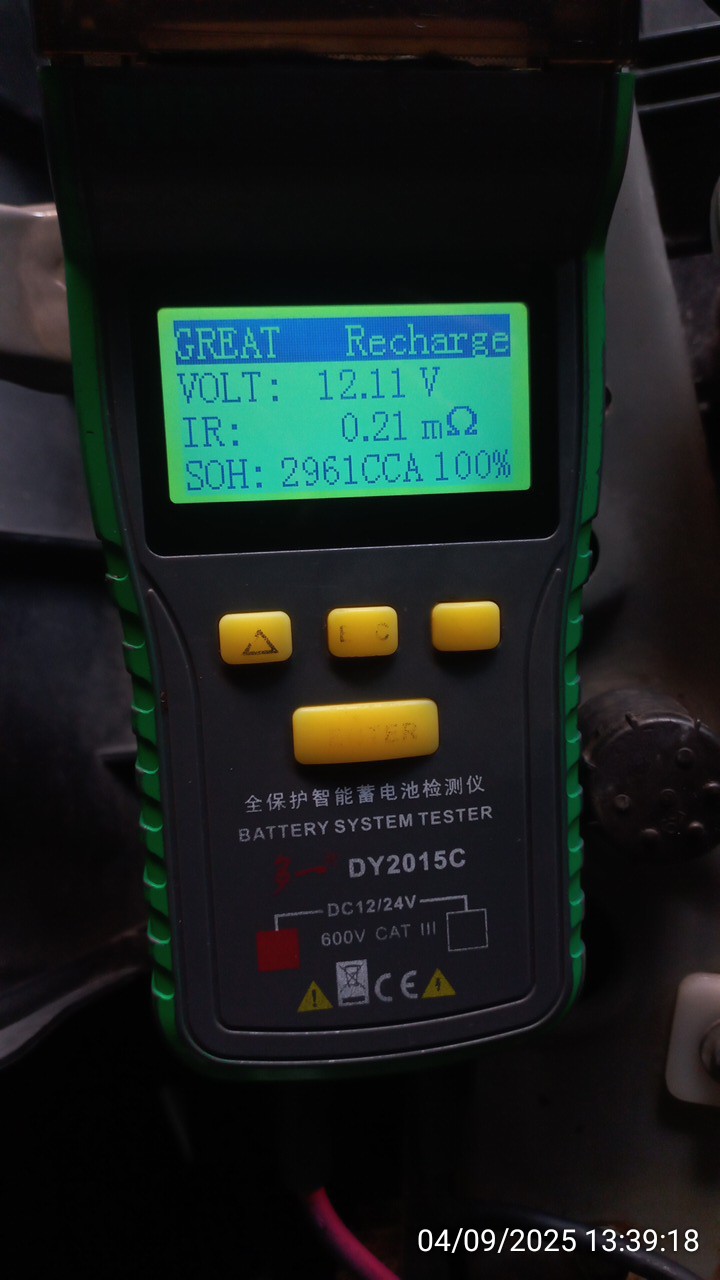 GREAT Recharge
VOLT: 12.11 V
IR: 0.21 mΩ
SOH: 2961CCA 100%
全保护智能蓄电池检测仪
BATTERY SYSTEM TESTER
DY2015C
DC12/24V
600V CAT III
CE
04/09/2025 13:39:18